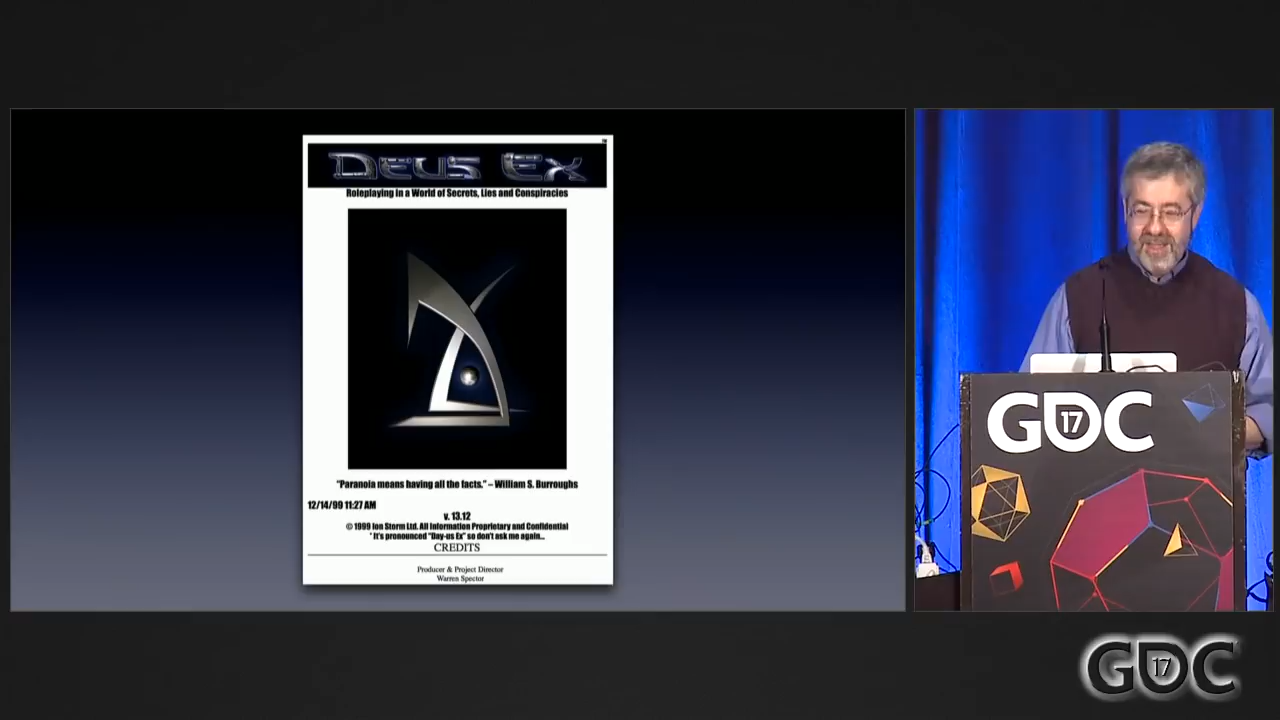 TM
DEUS EX
Roleplaying in a World of Secrets, Lies and Conspiracies
"Paranoia means having all the facts." – William S. Burroughs
12/14/99 11:27 AM
v. 13.12
© 1999 Ion Storm Ltd. All Information Proprietary and Confidential
* It's pronounced "Day-us Ex" so don't ask me again...
CREDITS
Producer & Project Director
Warren Spector
GDC 17
GDC 17